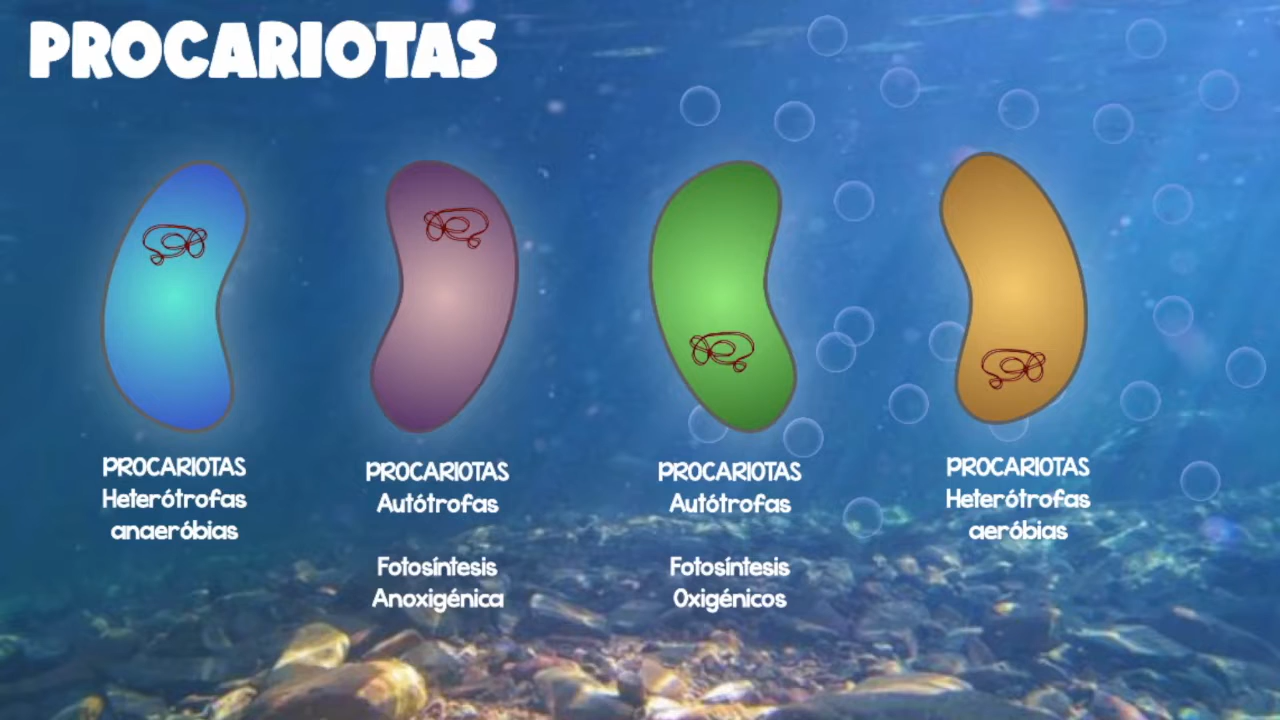 PROCARIOTAS
PROCARIOTAS
Heterótrofas
anaeróbias
PROCARIOTAS
Autótrofas
Fotosíntesis
Anoxigénica
PROCARIOTAS
Autótrofas
Fotosíntesis
Oxigénicos
PROCARIOTAS
Heterótrofas
aeróbias